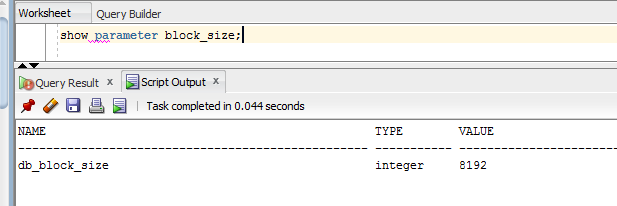 Worksheet Query Builder
show parameter block_size;
Query Result x Script Output x
Task completed in 0.044 seconds
NAME TYPE VALUE
-------------------------------------------------- ----------- ----------------------
db_block_size integer 8192